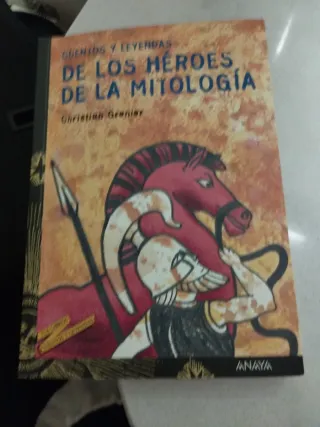 CUENTOS Y LEYENDAS
DE LOS HÉROES
DE LA MITOLOGÍA
Christian Grenier
ANAYA